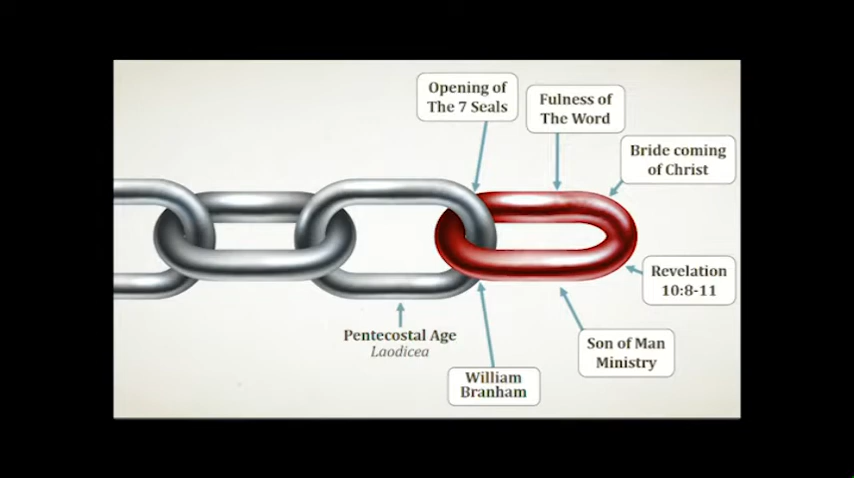 Opening of
The 7 Seals
Fulness of
The Word
Bride coming
of Christ
Revelation
10:8-11
Son of Man
Ministry
William
Branham
Pentecostal Age
Laodicea